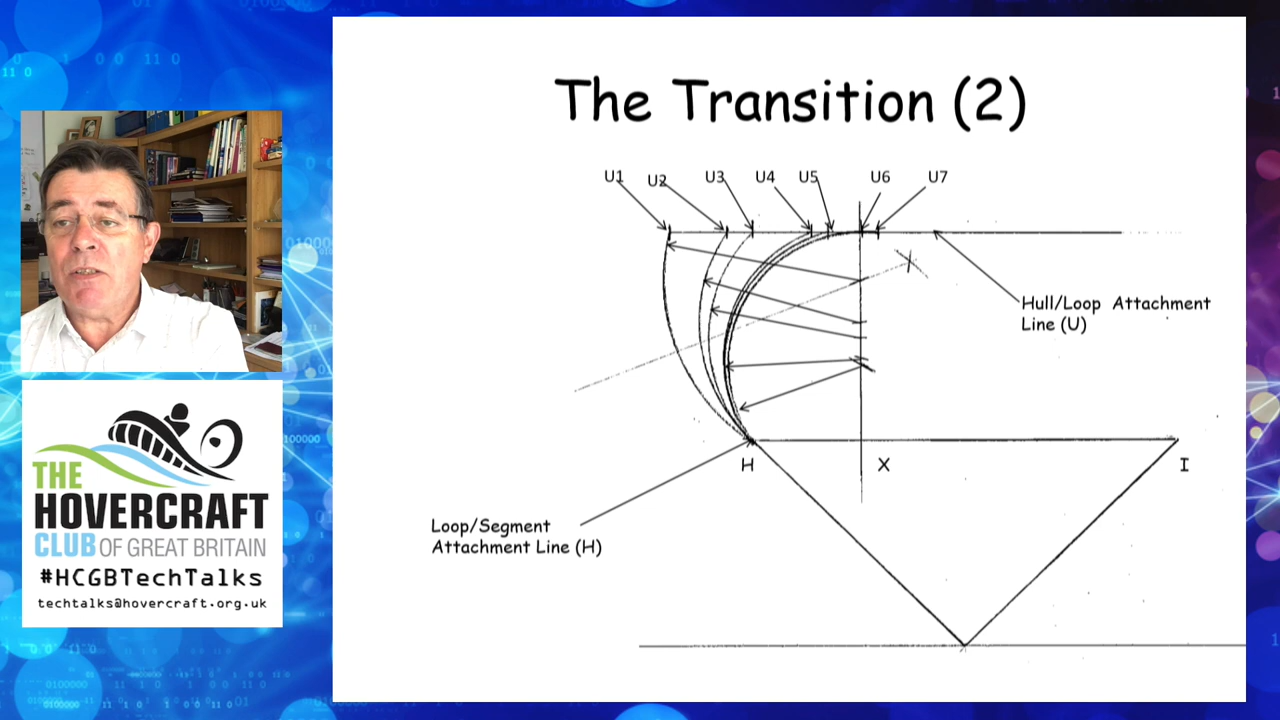 The Transition (2)
U1 U2 U3 U4 U5 U6 U7
Hull/Loop Attachment
Line (U)
H X I
Loop/Segment
Attachment Line (H)
THE
HOVERCRAFT
CLUB OF GREAT BRITAIN
#HCGBTechTalks
techtalks@hovercraft.org.uk